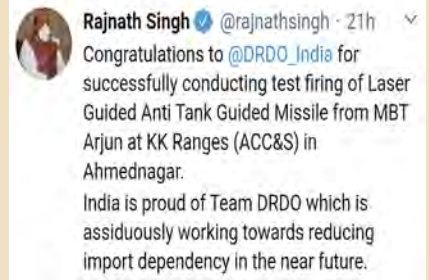 Rajnath Singh @rajnathsingh · 21h
Congratulations to @DRDO_India for
successfully conducting test firing of Laser
Guided Anti Tank Guided Missile from MBT
Arjun at KK Ranges (ACC&S) in
Ahmednagar.
India is proud of Team DRDO which is
assiduously working towards reducing
import dependency in the near future.